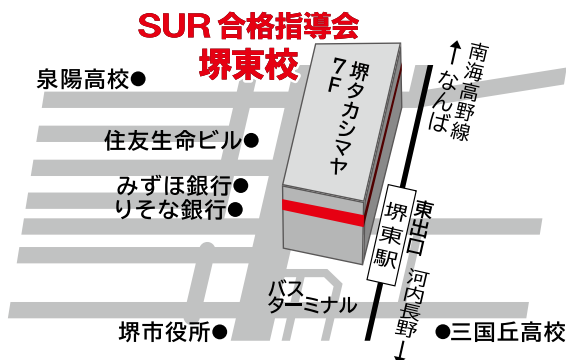 SUR 合格指導会
堺東校
泉陽高校
住友生命ビル
みずほ銀行
りそな銀行
堺市役所
堺タカシマヤ
7F
バス
ターミナル
南海高野線
なんば
東出口
堺東駅
河内長野
三国丘高校